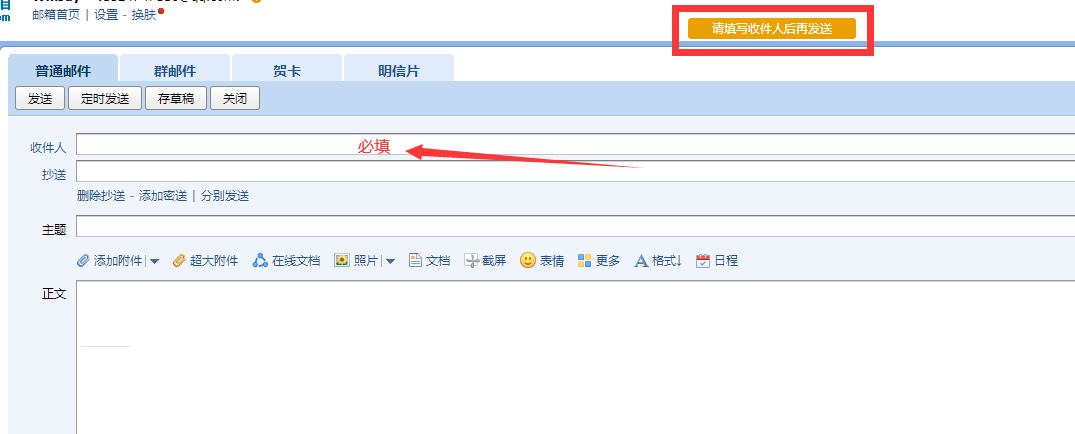 邮箱首页 | 设置 - 换肤
请填写收件人后再发送
普通邮件 群邮件 贺卡 明信片
发送 定时发送 存草稿 关闭
收件人 必填
抄送
删除抄送 - 添加密送 | 分别发送
主题
添加附件 | 超大附件 在线文档 照片 | 文档 截屏 表情 更多 格式↓ 日程
正文